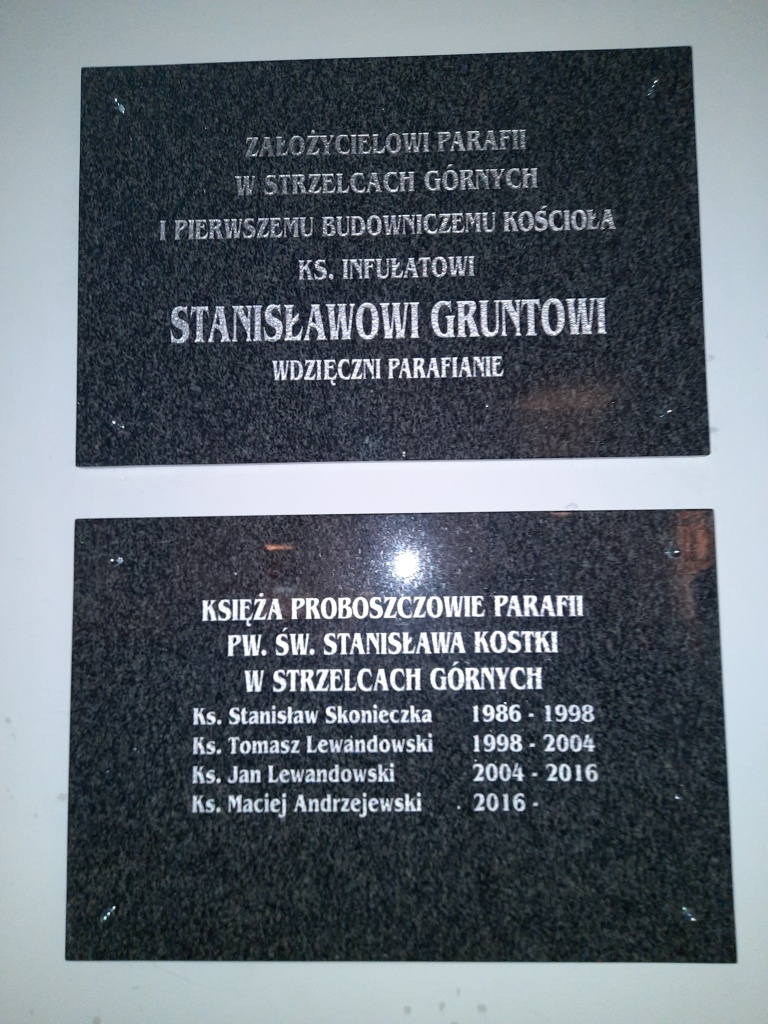 ZAŁOŻYCIELOWI PARAFII
W STRZELCACH GÓRNYCH
I PIERWSZEMU BUDOWNICZEMU KOŚCIOŁA
KS. INFUŁATOWI
STANISŁAWOWI GRUNTOWI
WDZIĘCZNI PARAFIANIE
KSIĘŻA PROBOSZCZOWIE PARAFII
PW. ŚW. STANISŁAWA KOSTKI
W STRZELCACH GÓRNYCH
Ks. Stanisław Skonieczka 1986 - 1998
Ks. Tomasz Lewandowski 1998 - 2004
Ks. Jan Lewandowski 2004 - 2016
Ks. Maciej Andrzejewski 2016 -